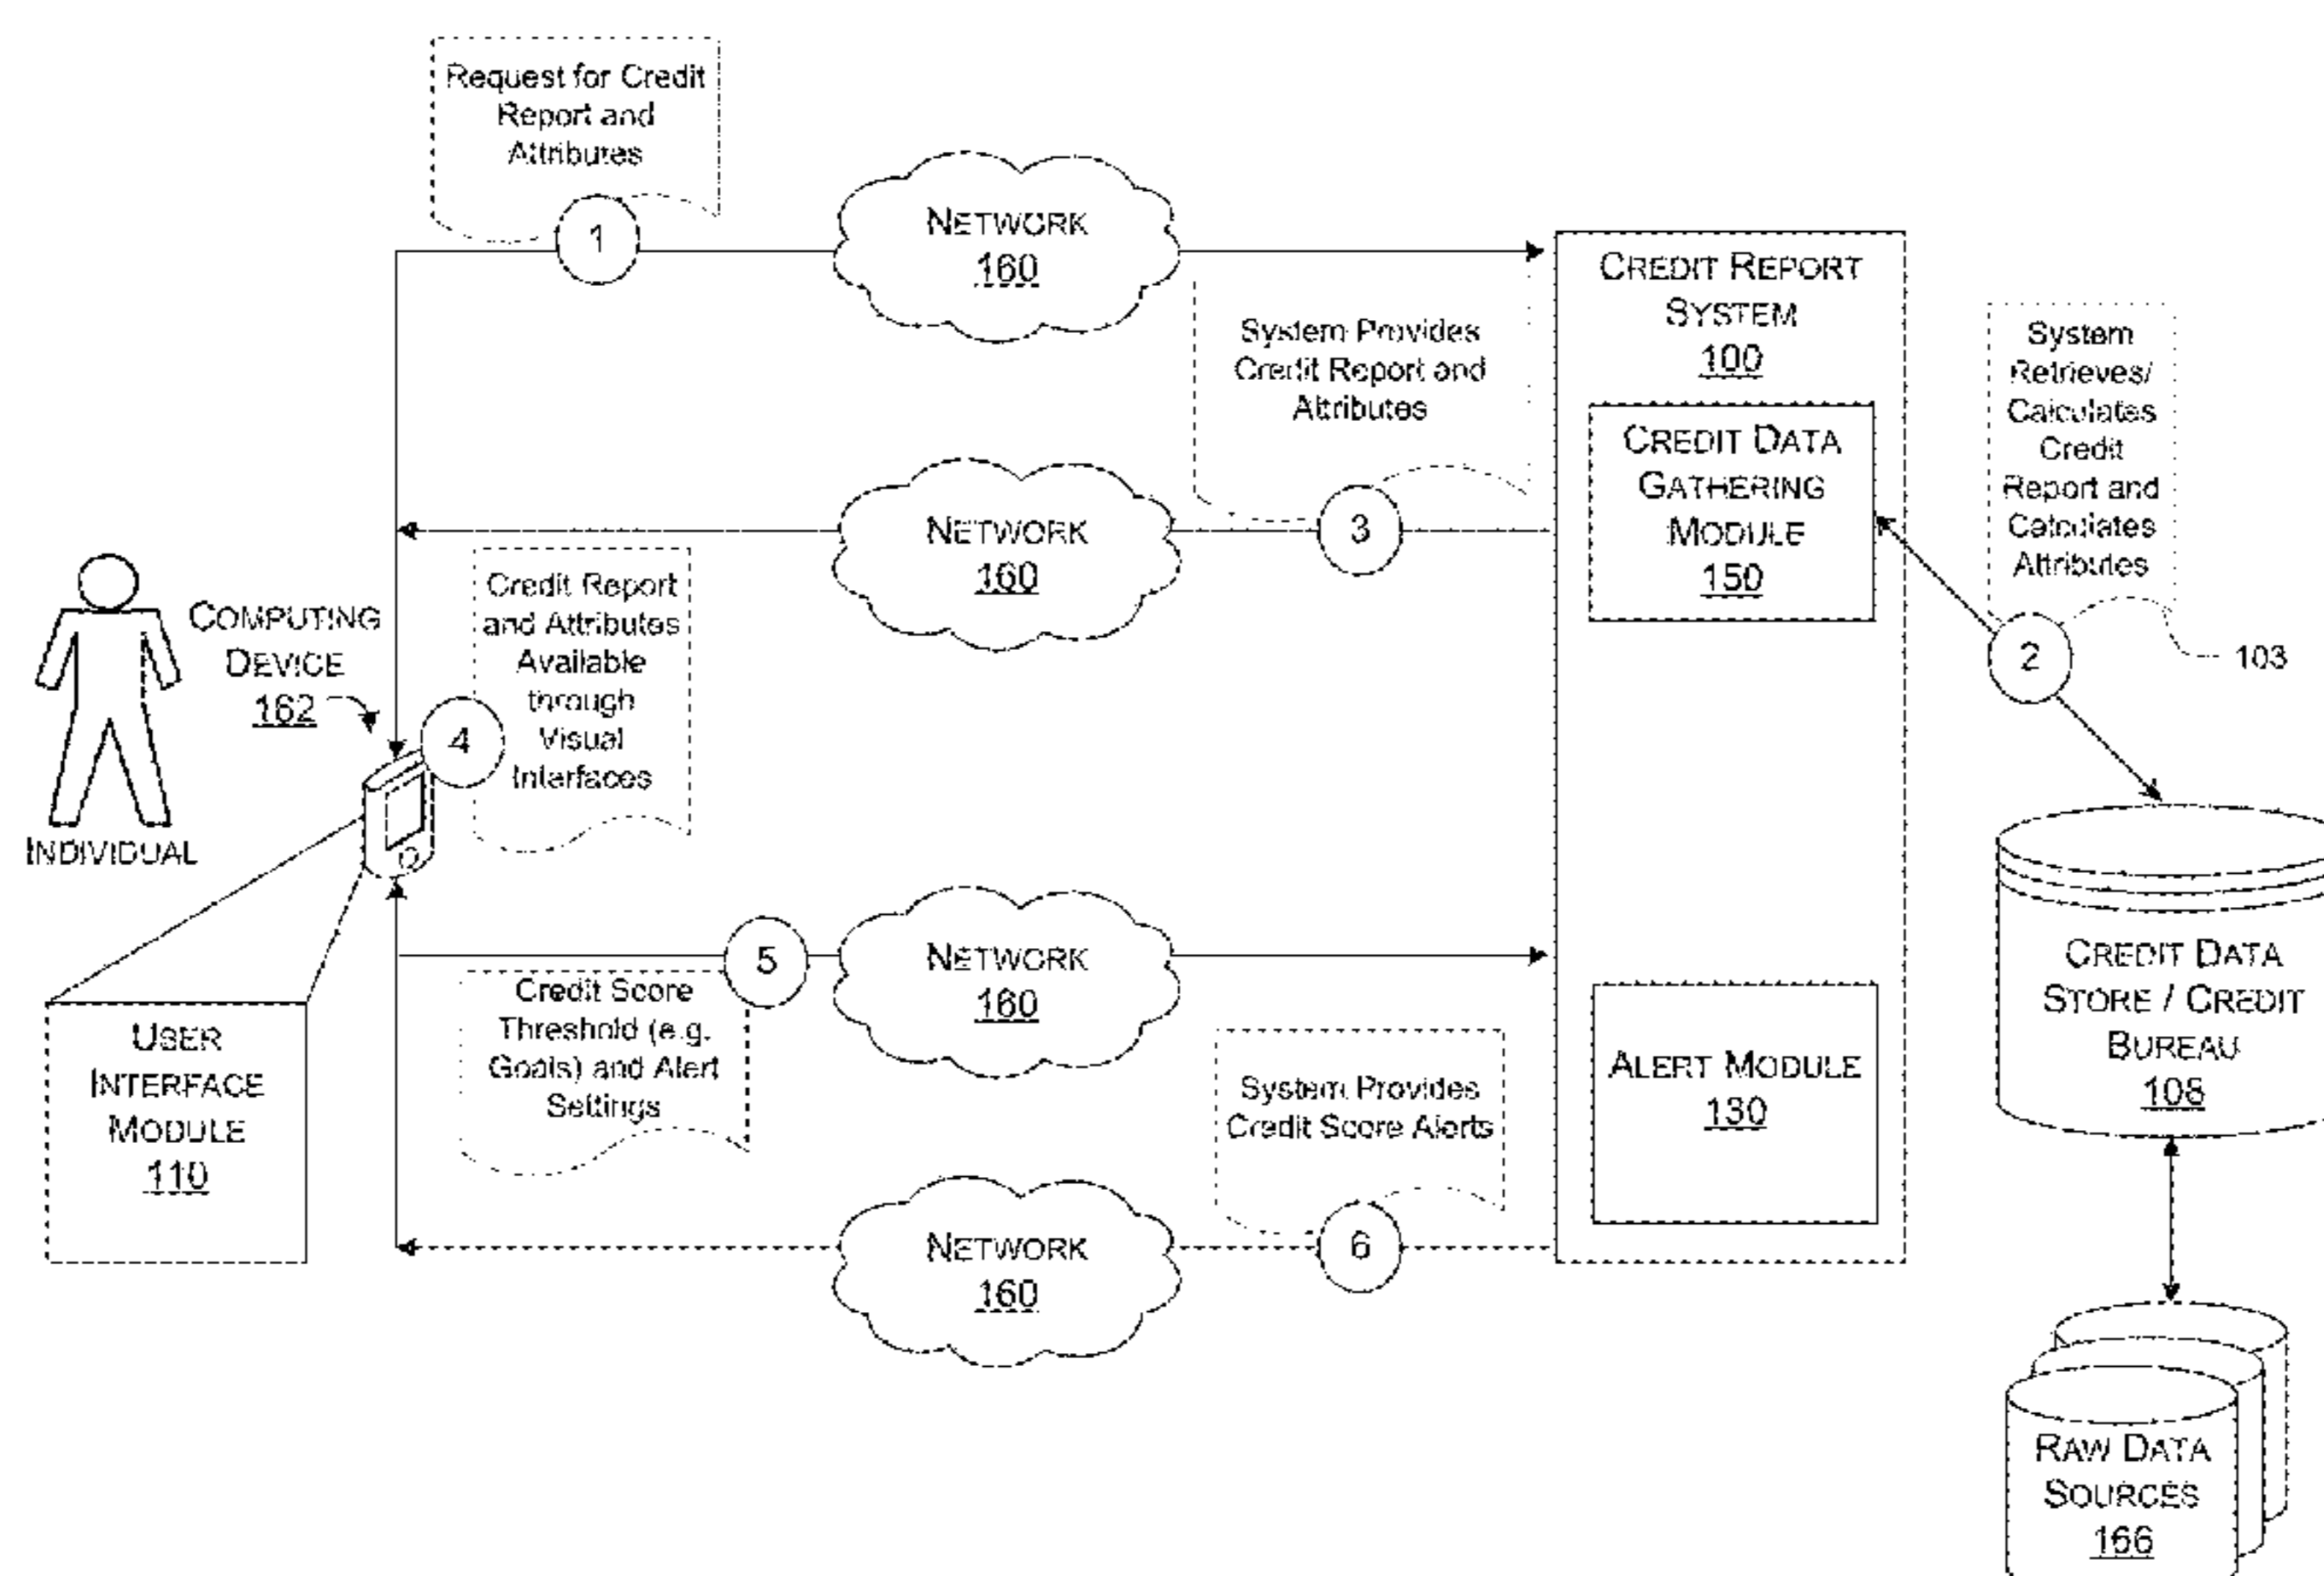 Request for Credit
Report and
Attributes
1
NETWORK
160
CREDIT REPORT
SYSTEM
100
System Provides
Credit Report and
Attributes
System
Retrieves/
Calculates
Credit
Report and
Calculates
Attributes
CREDIT DATA
GATHERING
MODULE
150
NETWORK
160
3
2
103
COMPUTING
DEVICE
162
Credit Report
and Attributes
Available
through
Visual
Interfaces
4
INDIVIDUAL
USER
INTERFACE
MODULE
110
5
NETWORK
160
Credit Score
Threshold (e.g.
Goals) and Alert
Settings
System Provides
Credit Score Alerts
ALERT MODULE
130
CREDIT DATA
STORE / CREDIT
BUREAU
108
NETWORK
160
6
RAW DATA
SOURCES
166